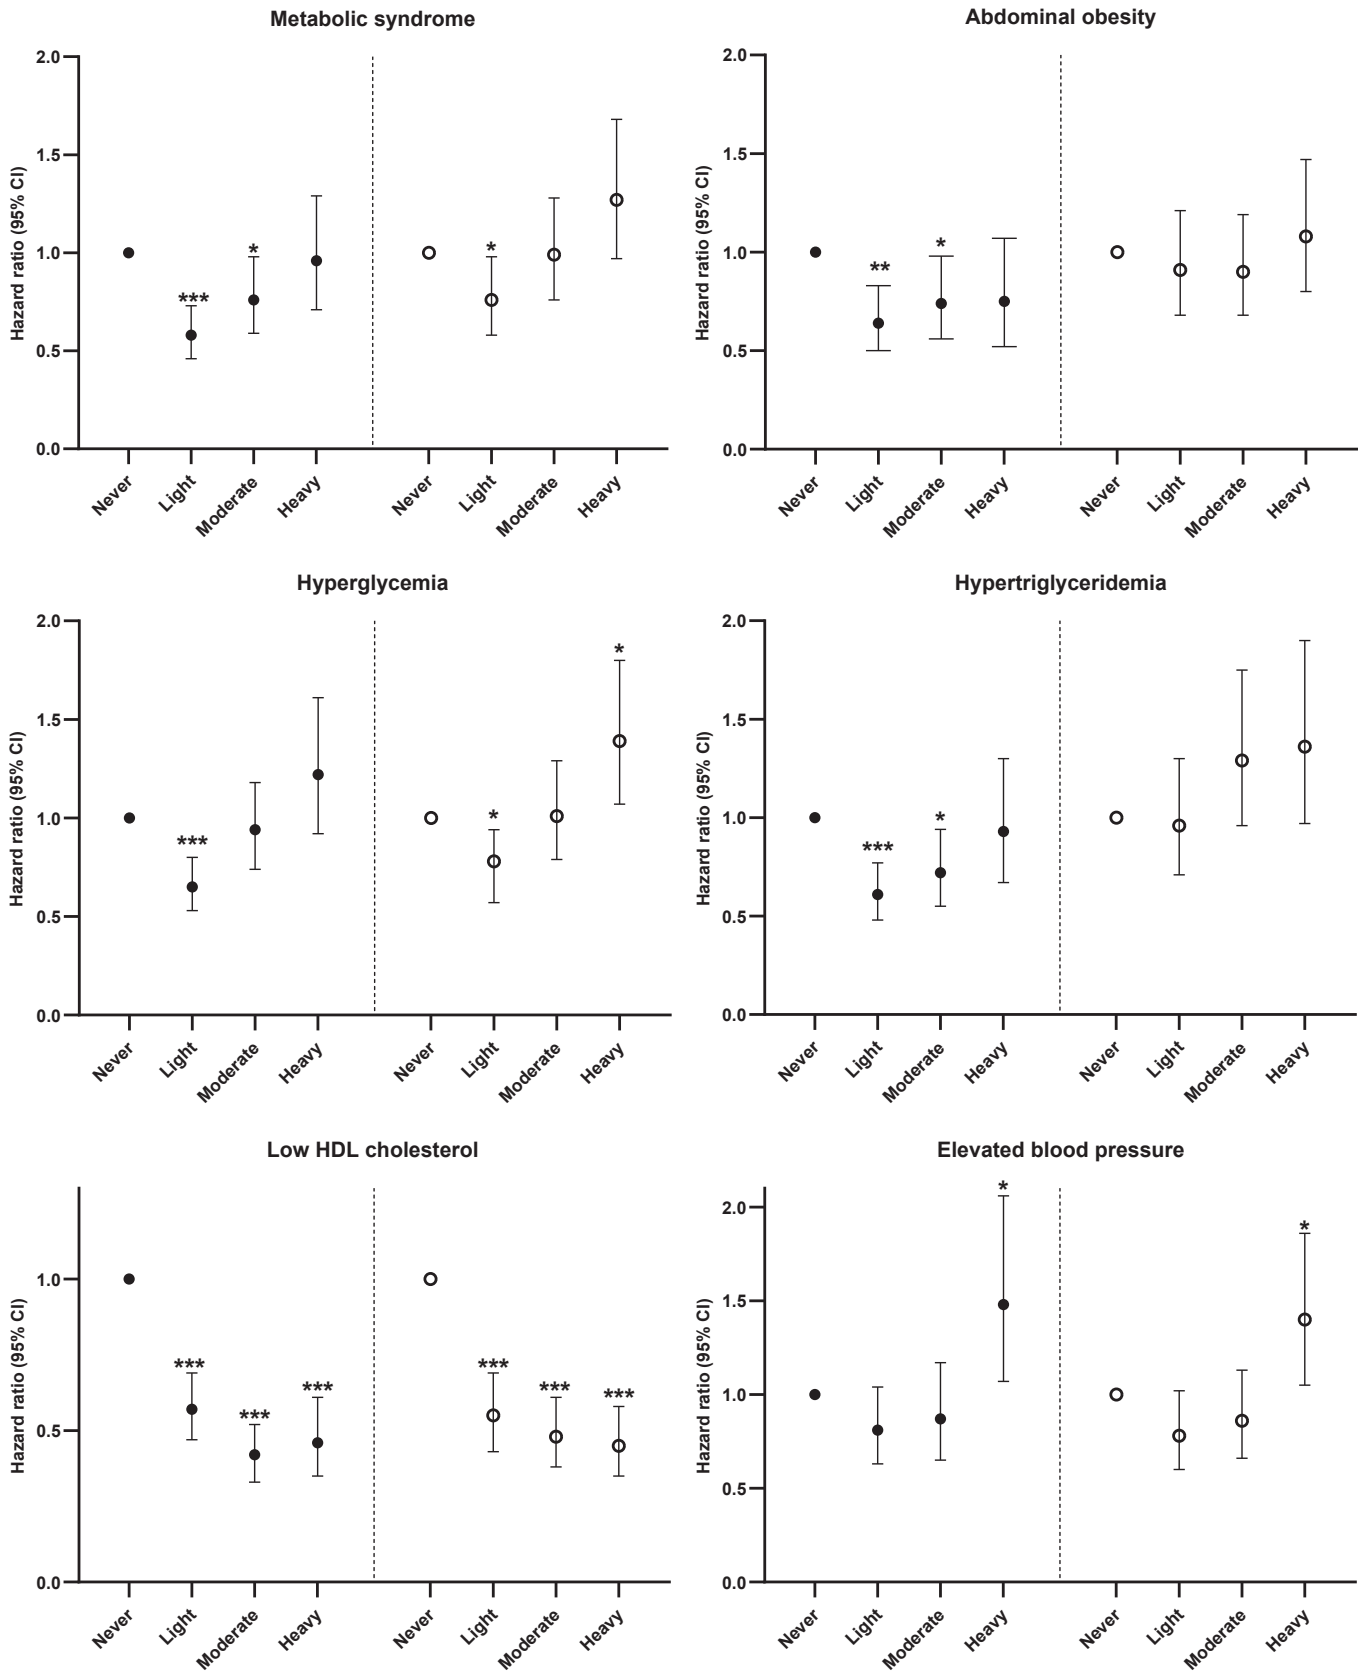 Metabolic syndrome
Hazard ratio (95% CI)
2.0
1.5
1.0
0.5
0.0
***
*
*
Never
Light
Moderate
Heavy
Never
Light
Moderate
Heavy
Abdominal obesity
Hazard ratio (95% CI)
2.0
1.5
1.0
0.5
0.0
**
*
Never
Light
Moderate
Heavy
Never
Light
Moderate
Heavy
Hyperglycemia
Hazard ratio (95% CI)
2.0
1.5
1.0
0.5
0.0
***
*
*
Never
Light
Moderate
Heavy
Never
Light
Moderate
Heavy
Hypertriglyceridemia
Hazard ratio (95% CI)
2.0
1.5
1.0
0.5
0.0
***
*
Never
Light
Moderate
Heavy
Never
Light
Moderate
Heavy
Low HDL cholesterol
Hazard ratio (95% CI)
1.0
0.5
0.0
***
***
***
***
***
***
Never
Light
Moderate
Heavy
Never
Light
Moderate
Heavy
Elevated blood pressure
Hazard ratio (95% CI)
2.0
1.5
1.0
0.5
0.0
*
*
Never
Light
Moderate
Heavy
Never
Light
Moderate
Heavy